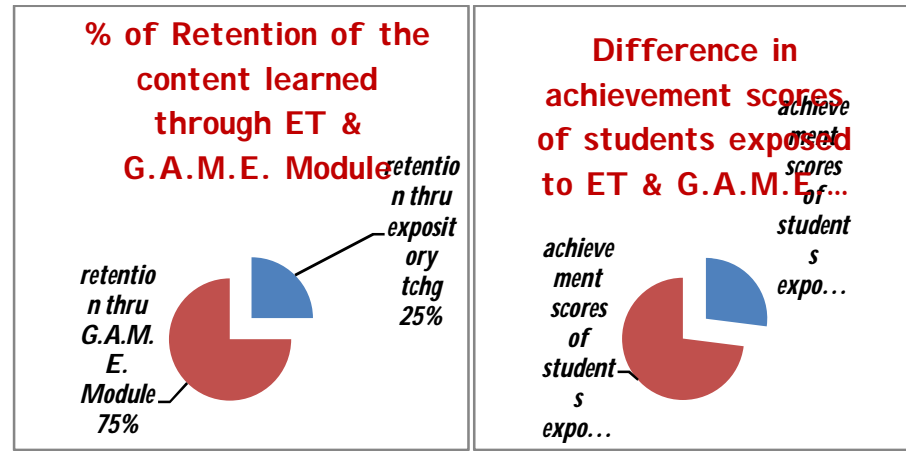 % of Retention of the
content learned
through ET &
G.A.M.E. Module
retentio
n thru
exposit
ory
tchg
25%
retentio
n thru
G.A.M.
E.
Module
75%
Difference in
achievement scores
of students exposed
to ET & G.A.M.E.…
achieve
ment
scores
of
student
s
expo…
achieve
ment
scores
of
student
s
expo…